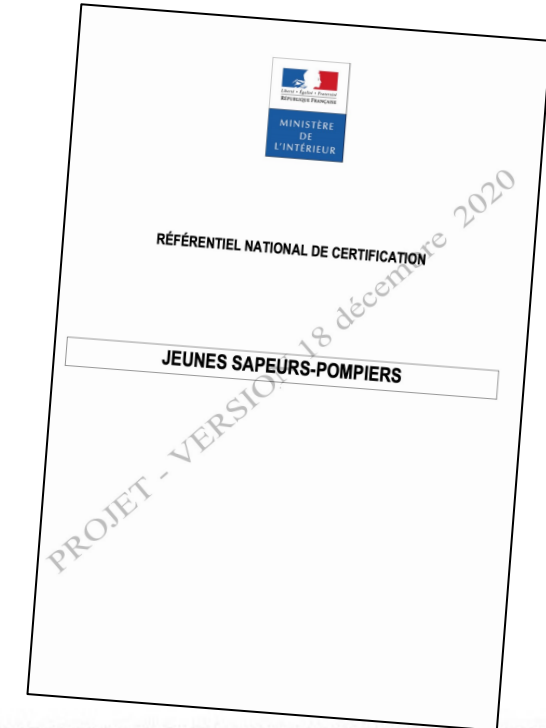 Liberté • Égalité • Fraternité
RÉPUBLIQUE FRANÇAISE
MINISTÈRE
DE
L'INTÉRIEUR
RÉFÉRENTIEL NATIONAL DE CERTIFICATION
JEUNES SAPEURS-POMPIERS
PROJET - VERSION 18 décembre 2020